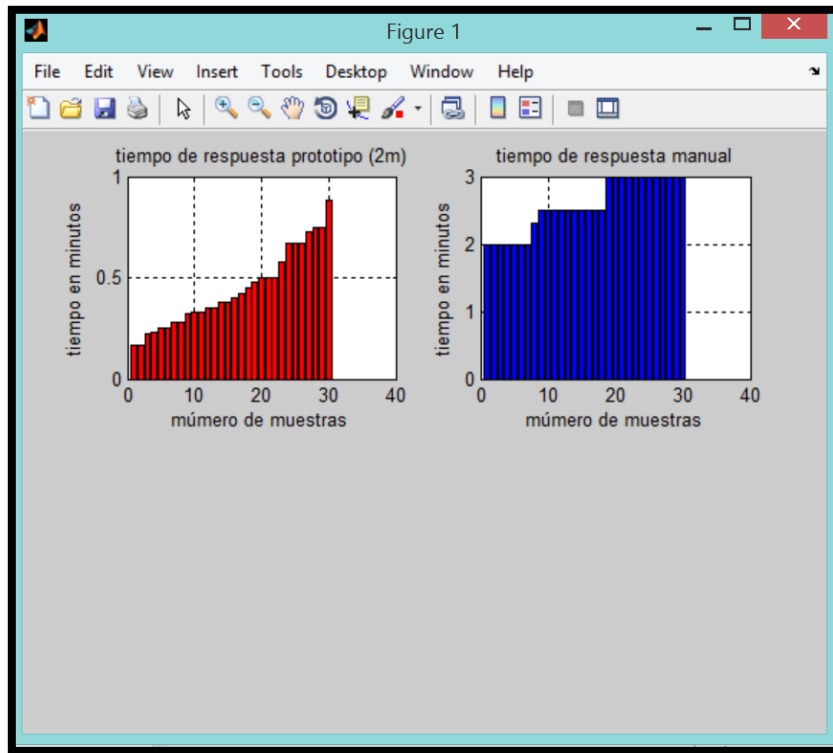 Figure 1
File Edit View Insert Tools Desktop Window Help
tiempo de respuesta prototipo (2m)
1
0.5
0
0 10 20 30 40
tiempo en minutos
múmero de muestras
tiempo de respuesta manual
3
2
1
0
0 10 20 30 40
tiempo en minutos
múmero de muestras